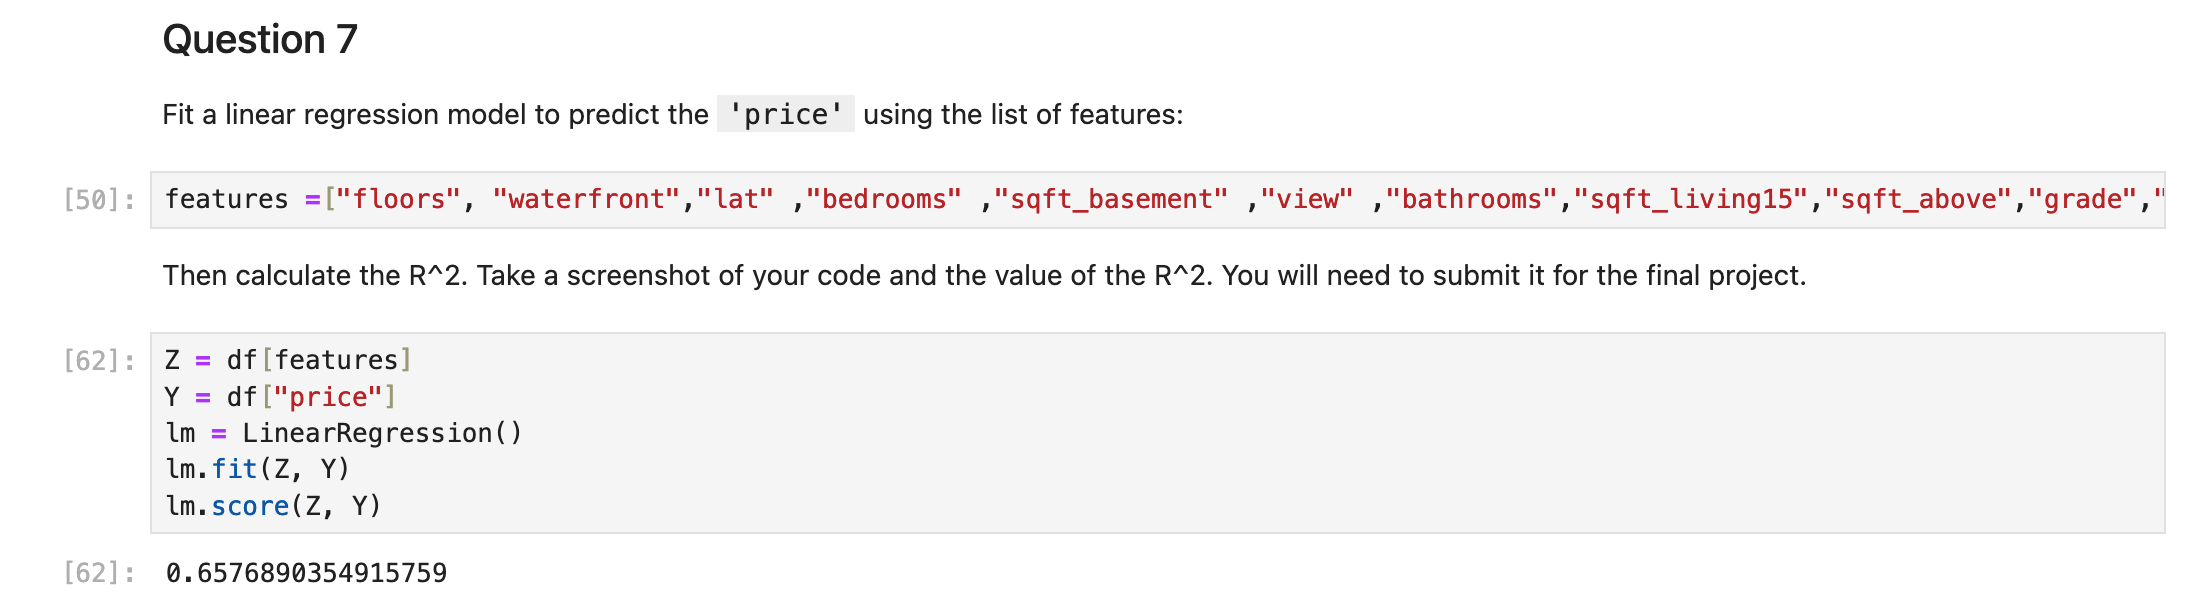 Question 7
Fit a linear regression model to predict the 'price' using the list of features:
[50]: features =["floors", "waterfront","lat" ,"bedrooms" ,"sqft_basement" ,"view" ,"bathrooms","sqft_living15","sqft_above","grade","
Then calculate the R^2. Take a screenshot of your code and the value of the R^2. You will need to submit it for the final project.
[62]: Z = df[features]
Y = df["price"]
lm = LinearRegression()
lm.fit(Z, Y)
lm.score(Z, Y)
[62]: 0.6576890354915759